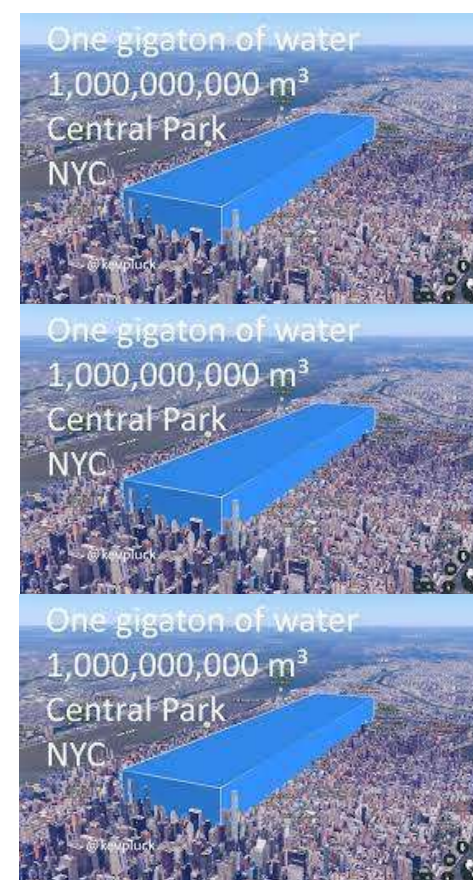 One gigaton of water
1,000,000,000 m³
Central Park
NYC
@kevpluck
One gigaton of water
1,000,000,000 m³
Central Park
NYC
@kevpluck
One gigaton of water
1,000,000,000 m³
Central Park
NYC
@kevpluck